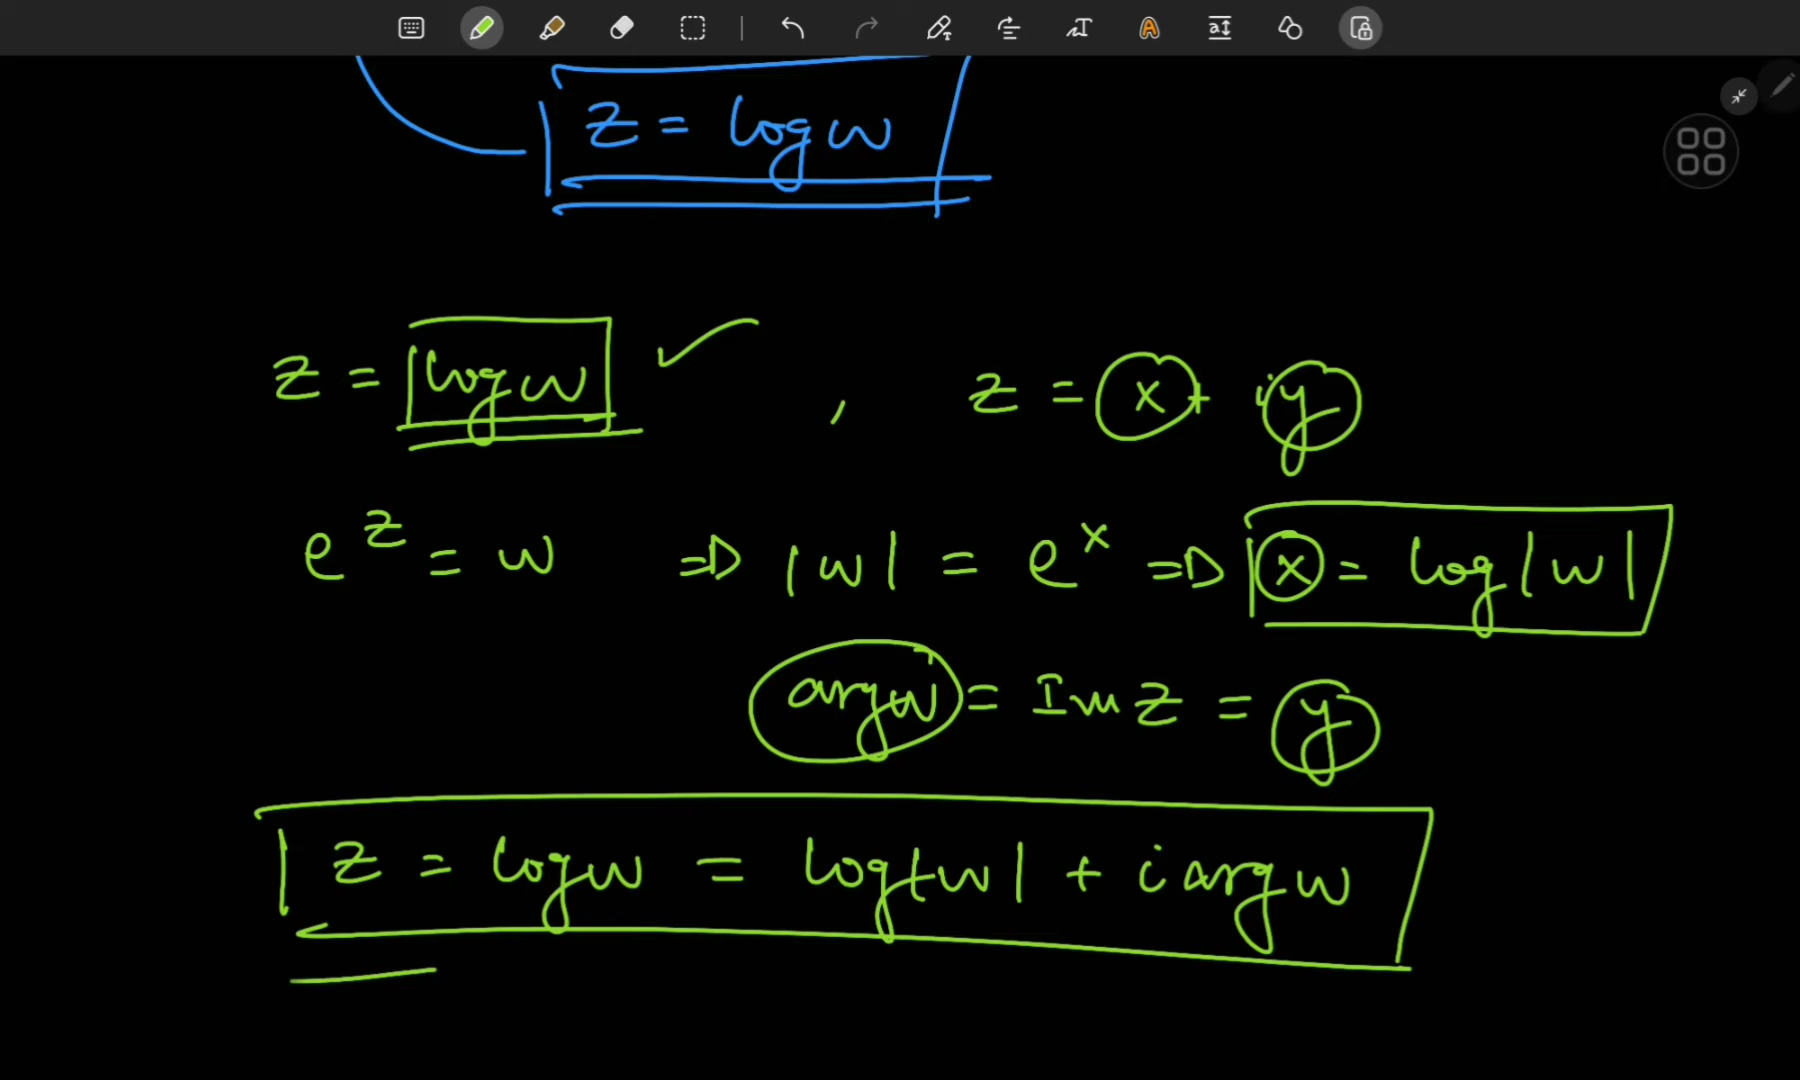 z = log w
z = log w , z = x + iy
e^z = w ⇒ |w| = e^x ⇒ x = log|w|
arg w = Im z = y
z = log w = log|w| + i arg w